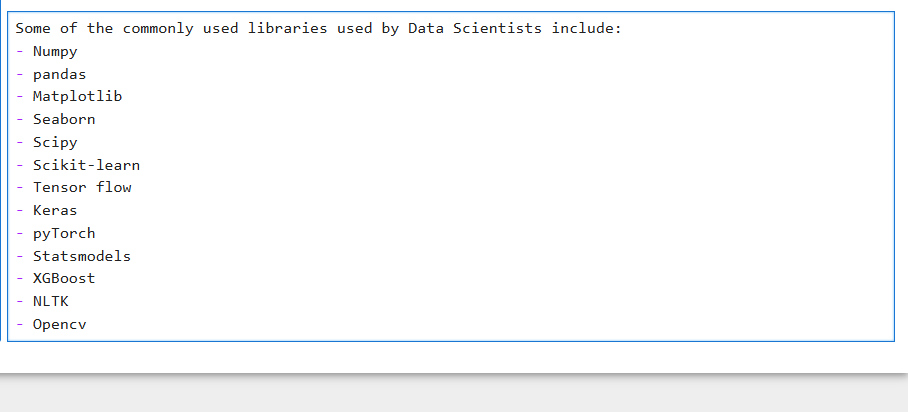 Some of the commonly used libraries used by Data Scientists include:
- Numpy
- pandas
- Matplotlib
- Seaborn
- Scipy
- Scikit-learn
- Tensor flow
- Keras
- pyTorch
- Statsmodels
- XGBoost
- NLTK
- Opencv